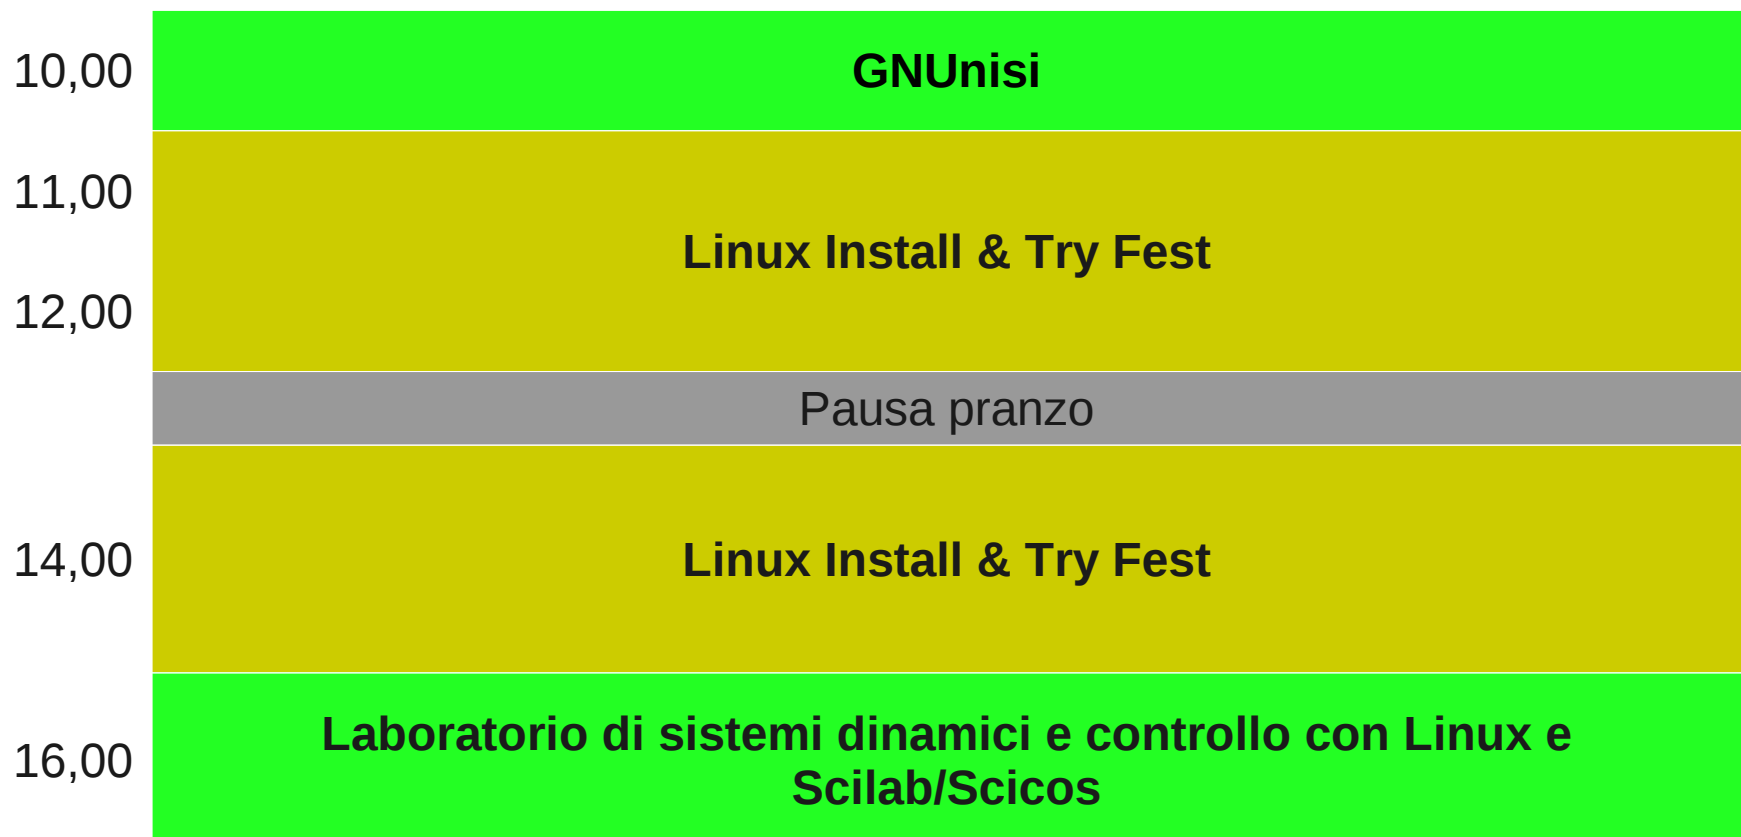 10,00
GNUnisi
11,00
Linux Install & Try Fest
12,00
Pausa pranzo
14,00
Linux Install & Try Fest
16,00
Laboratorio di sistemi dinamici e controllo con Linux e
Scilab/Scicos